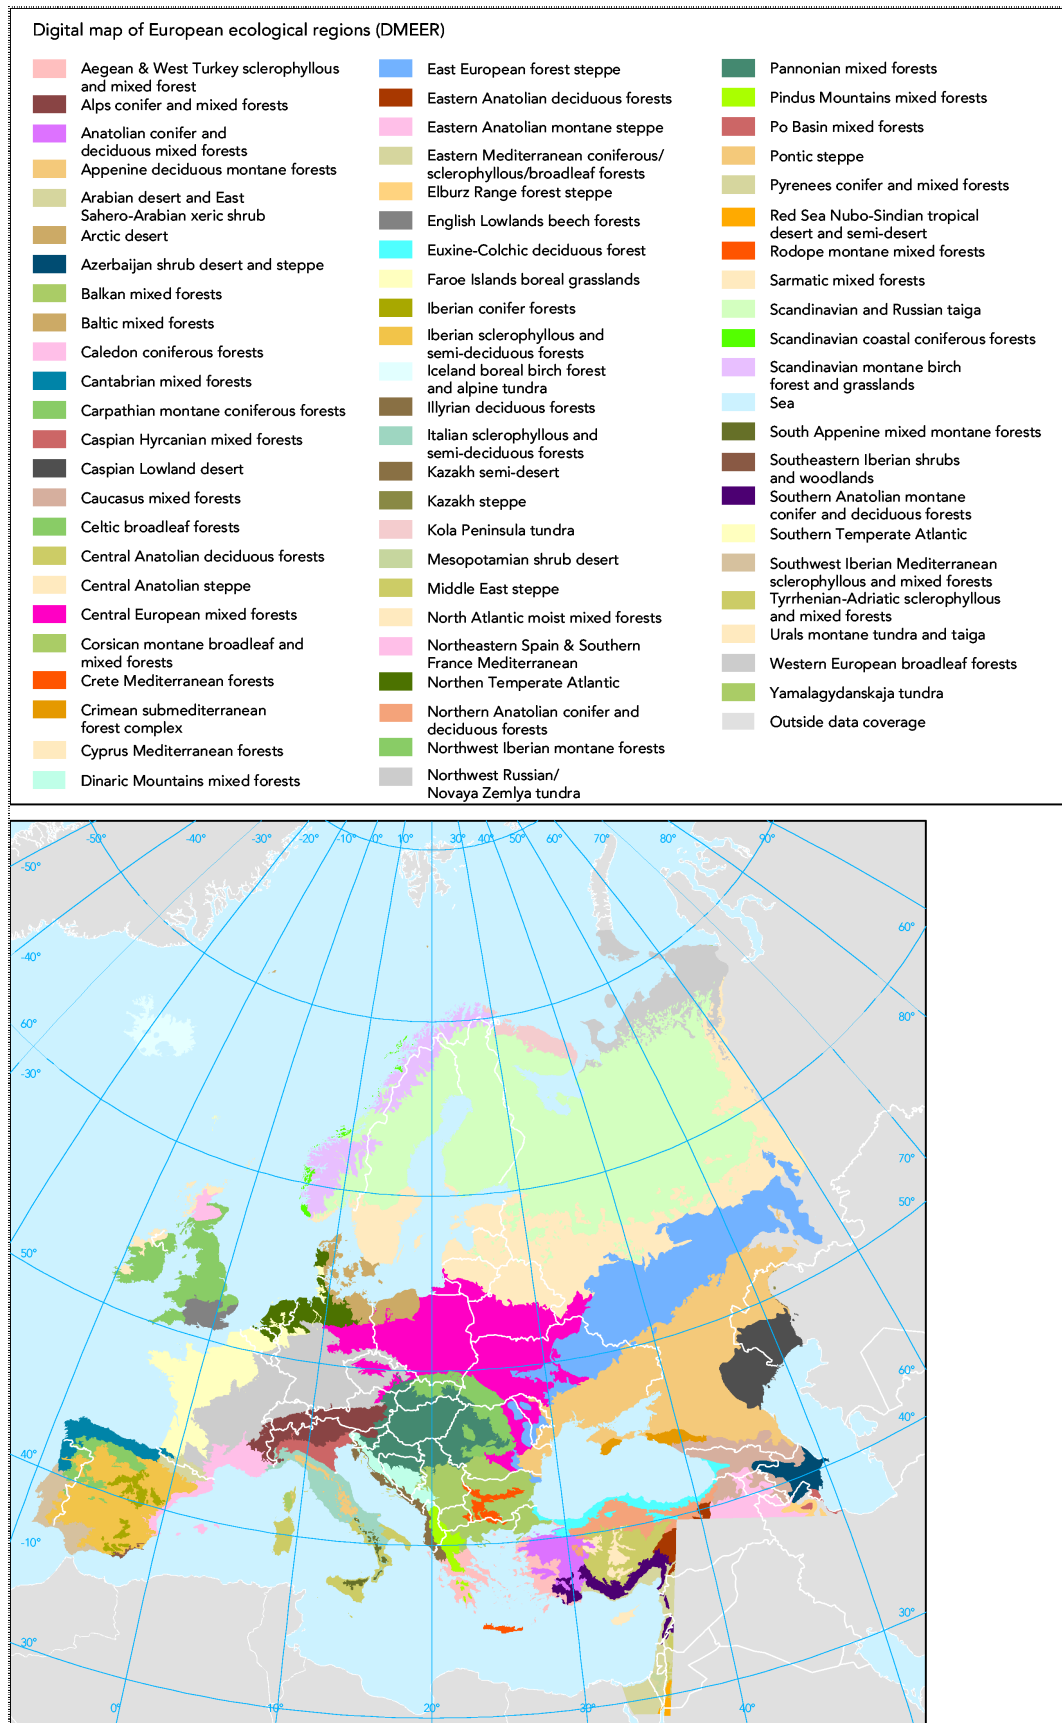 Digital map of European ecological regions (DMEER)
Aegean & West Turkey sclerophyllous
and mixed forest
Alps conifer and mixed forests
Anatolian conifer and
deciduous mixed forests
Appenine deciduous montane forests
Arabian desert and East
Sahero-Arabian xeric shrub
Arctic desert
Azerbaijan shrub desert and steppe
Balkan mixed forests
Baltic mixed forests
Caledon coniferous forests
Cantabrian mixed forests
Carpathian montane coniferous forests
Caspian Hyrcanian mixed forests
Caspian Lowland desert
Caucasus mixed forests
Celtic broadleaf forests
Central Anatolian deciduous forests
Central Anatolian steppe
Central European mixed forests
Corsican montane broadleaf and
mixed forests
Crete Mediterranean forests
Crimean submediterranean
forest complex
Cyprus Mediterranean forests
Dinaric Mountains mixed forests
East European forest steppe
Eastern Anatolian deciduous forests
Eastern Anatolian montane steppe
Eastern Mediterranean coniferous/
sclerophyllous/broadleaf forests
Elburz Range forest steppe
English Lowlands beech forests
Euxine-Colchic deciduous forest
Faroe Islands boreal grasslands
Iberian conifer forests
Iberian sclerophyllous and
semi-deciduous forests
Iceland boreal birch forest
and alpine tundra
Illyrian deciduous forests
Italian sclerophyllous and
semi-deciduous forests
Kazakh semi-desert
Kazakh steppe
Kola Peninsula tundra
Mesopotamian shrub desert
Middle East steppe
North Atlantic moist mixed forests
Northeastern Spain & Southern
France Mediterranean
Northen Temperate Atlantic
Northern Anatolian conifer and
deciduous forests
Northwest Iberian montane forests
Northwest Russian/
Novaya Zemlya tundra
Pannonian mixed forests
Pindus Mountains mixed forests
Po Basin mixed forests
Pontic steppe
Pyrenees conifer and mixed forests
Red Sea Nubo-Sindian tropical
desert and semi-desert
Rodope montane mixed forests
Sarmatic mixed forests
Scandinavian and Russian taiga
Scandinavian coastal coniferous forests
Scandinavian montane birch
forest and grasslands
Sea
South Appenine mixed montane forests
Southeastern Iberian shrubs
and woodlands
Southern Anatolian montane
conifer and deciduous forests
Southern Temperate Atlantic
Southwest Iberian Mediterranean
sclerophyllous and mixed forests
Tyrrhenian-Adriatic sclerophyllous
and mixed forests
Urals montane tundra and taiga
Western European broadleaf forests
Yamalagydanskaja tundra
Outside data coverage
-50° -40° -30° -20° -10° 0° 10° 30° 40° 50° 60° 70° 80° 90°
-50°
60°
-40°
80°
60°
-30°
70°
50°
50°
60°
40°
40°
-10°
30°
30°
0° 10° 20° 30° 40°